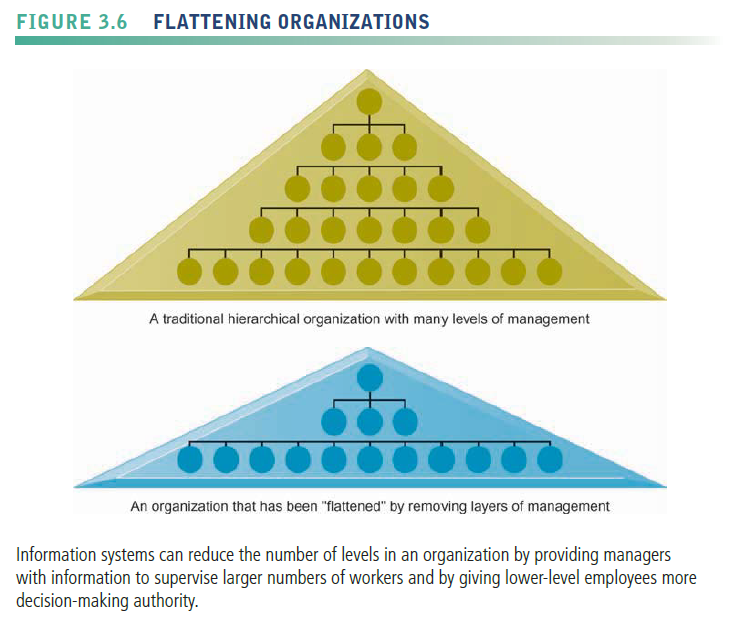 FIGURE 3.6 FLATTENING ORGANIZATIONS
A traditional hierarchical organization with many levels of management
An organization that has been "flattened" by removing layers of management
Information systems can reduce the number of levels in an organization by providing managers
with information to supervise larger numbers of workers and by giving lower-level employees more
decision-making authority.